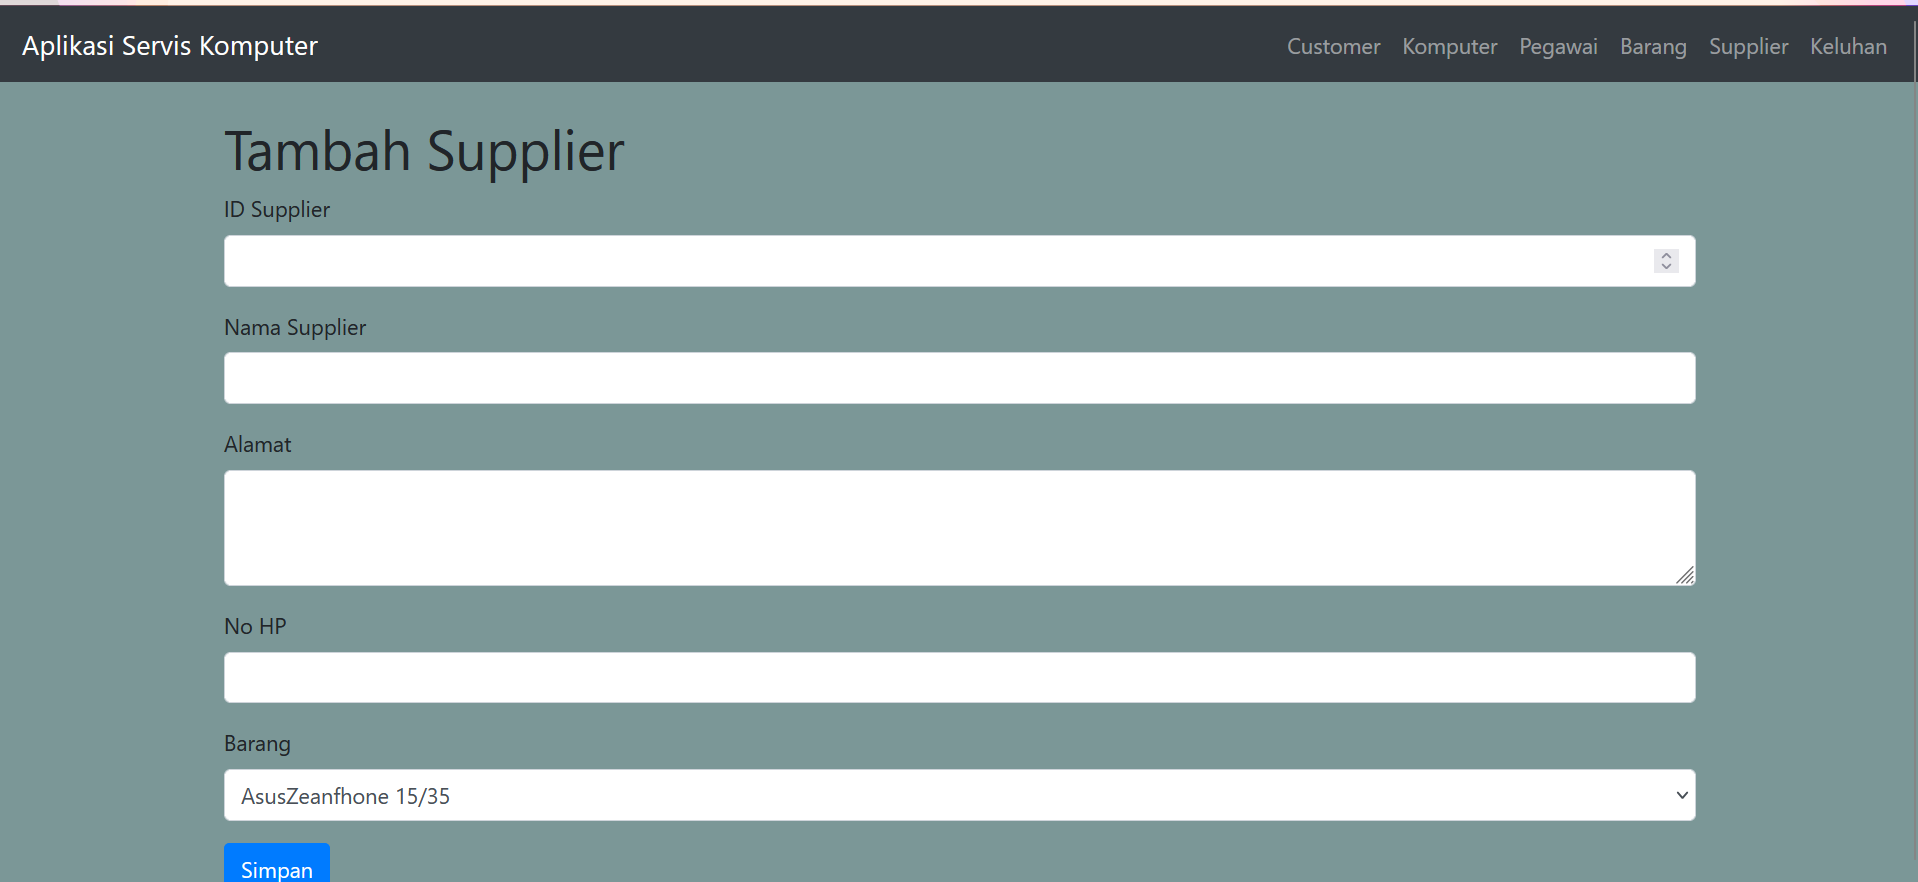 Aplikasi Servis Komputer Customer Komputer Pegawai Barang Supplier Keluhan
Tambah Supplier
ID Supplier
Nama Supplier
Alamat
No HP
Barang
AsusZeanfhone 15/35
Simpan